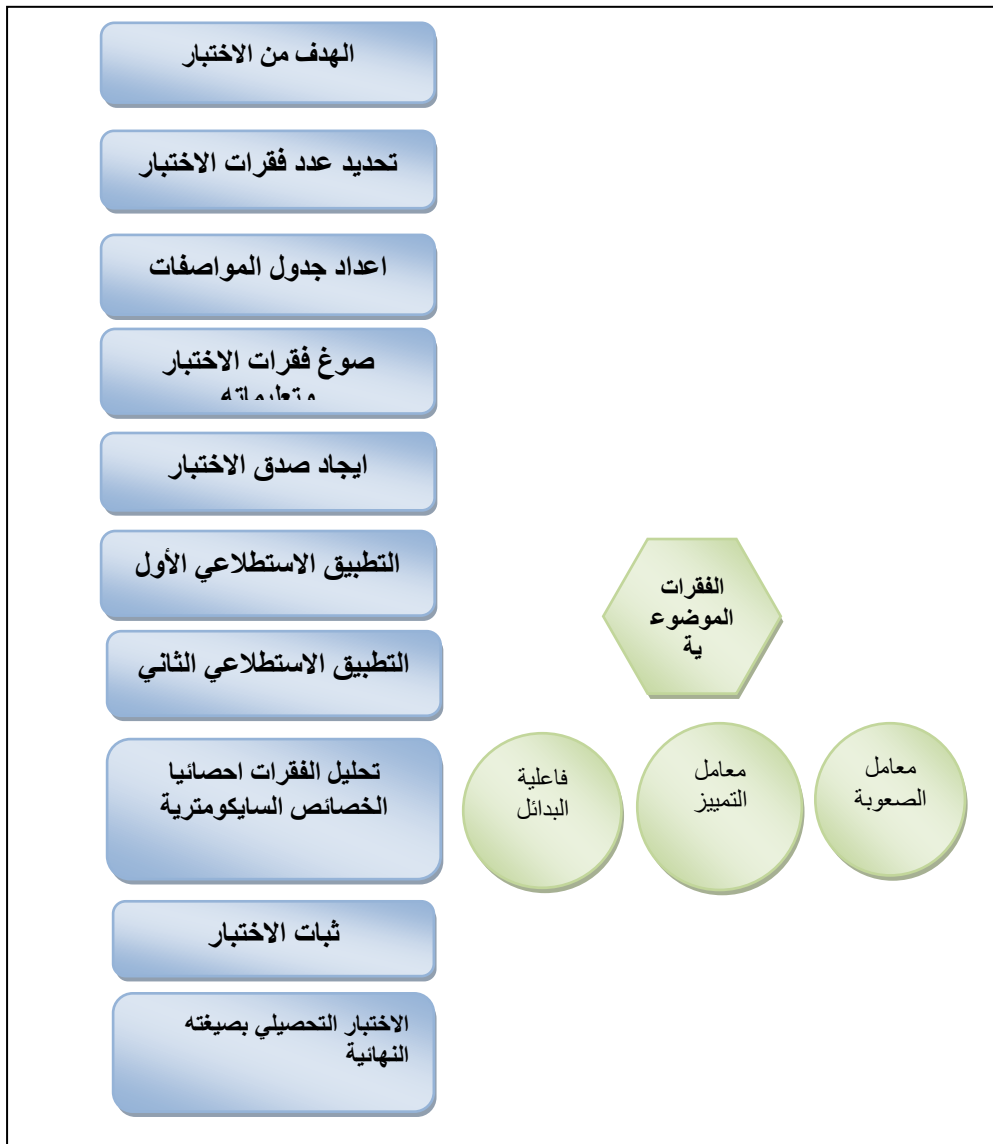 الهدف من الاختبار
تحديد عدد فقرات الاختبار
اعداد جدول المواصفات
صوغ فقرات الاختبار
وتعليماته
ايجاد صدق الاختبار
التطبيق الاستطلاعي الأول
الفقرات
الموضوع
ية
التطبيق الاستطلاعي الثاني
تحليل الفقرات احصائيا
الخصائص السايكومترية
معامل
الصعوبة
معامل
التمييز
فاعلية
البدائل
ثبات الاختبار
الاختبار التحصيلي بصيغته
النهائية